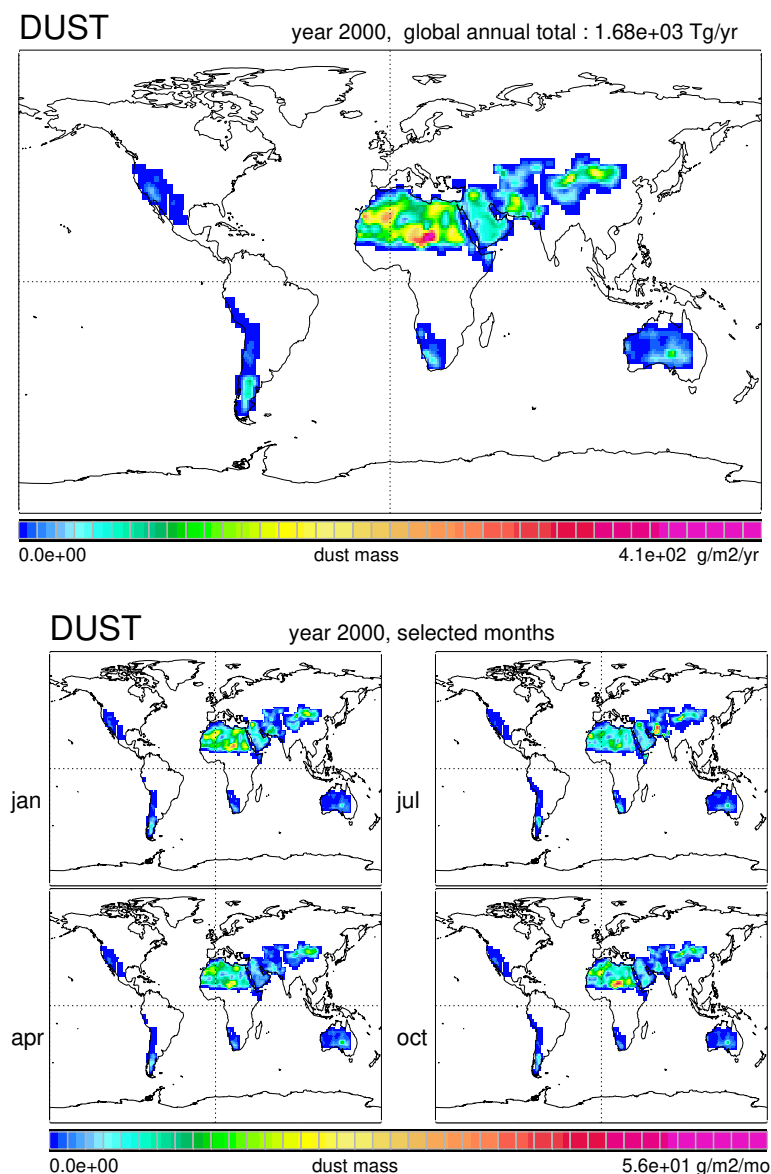 DUST year 2000, global annual total : 1.68e+03 Tg/yr
0.0e+00 dust mass 4.1e+02 g/m2/yr
DUST year 2000, selected months
jan jul
apr oct
0.0e+00 dust mass 5.6e+01 g/m2/mo